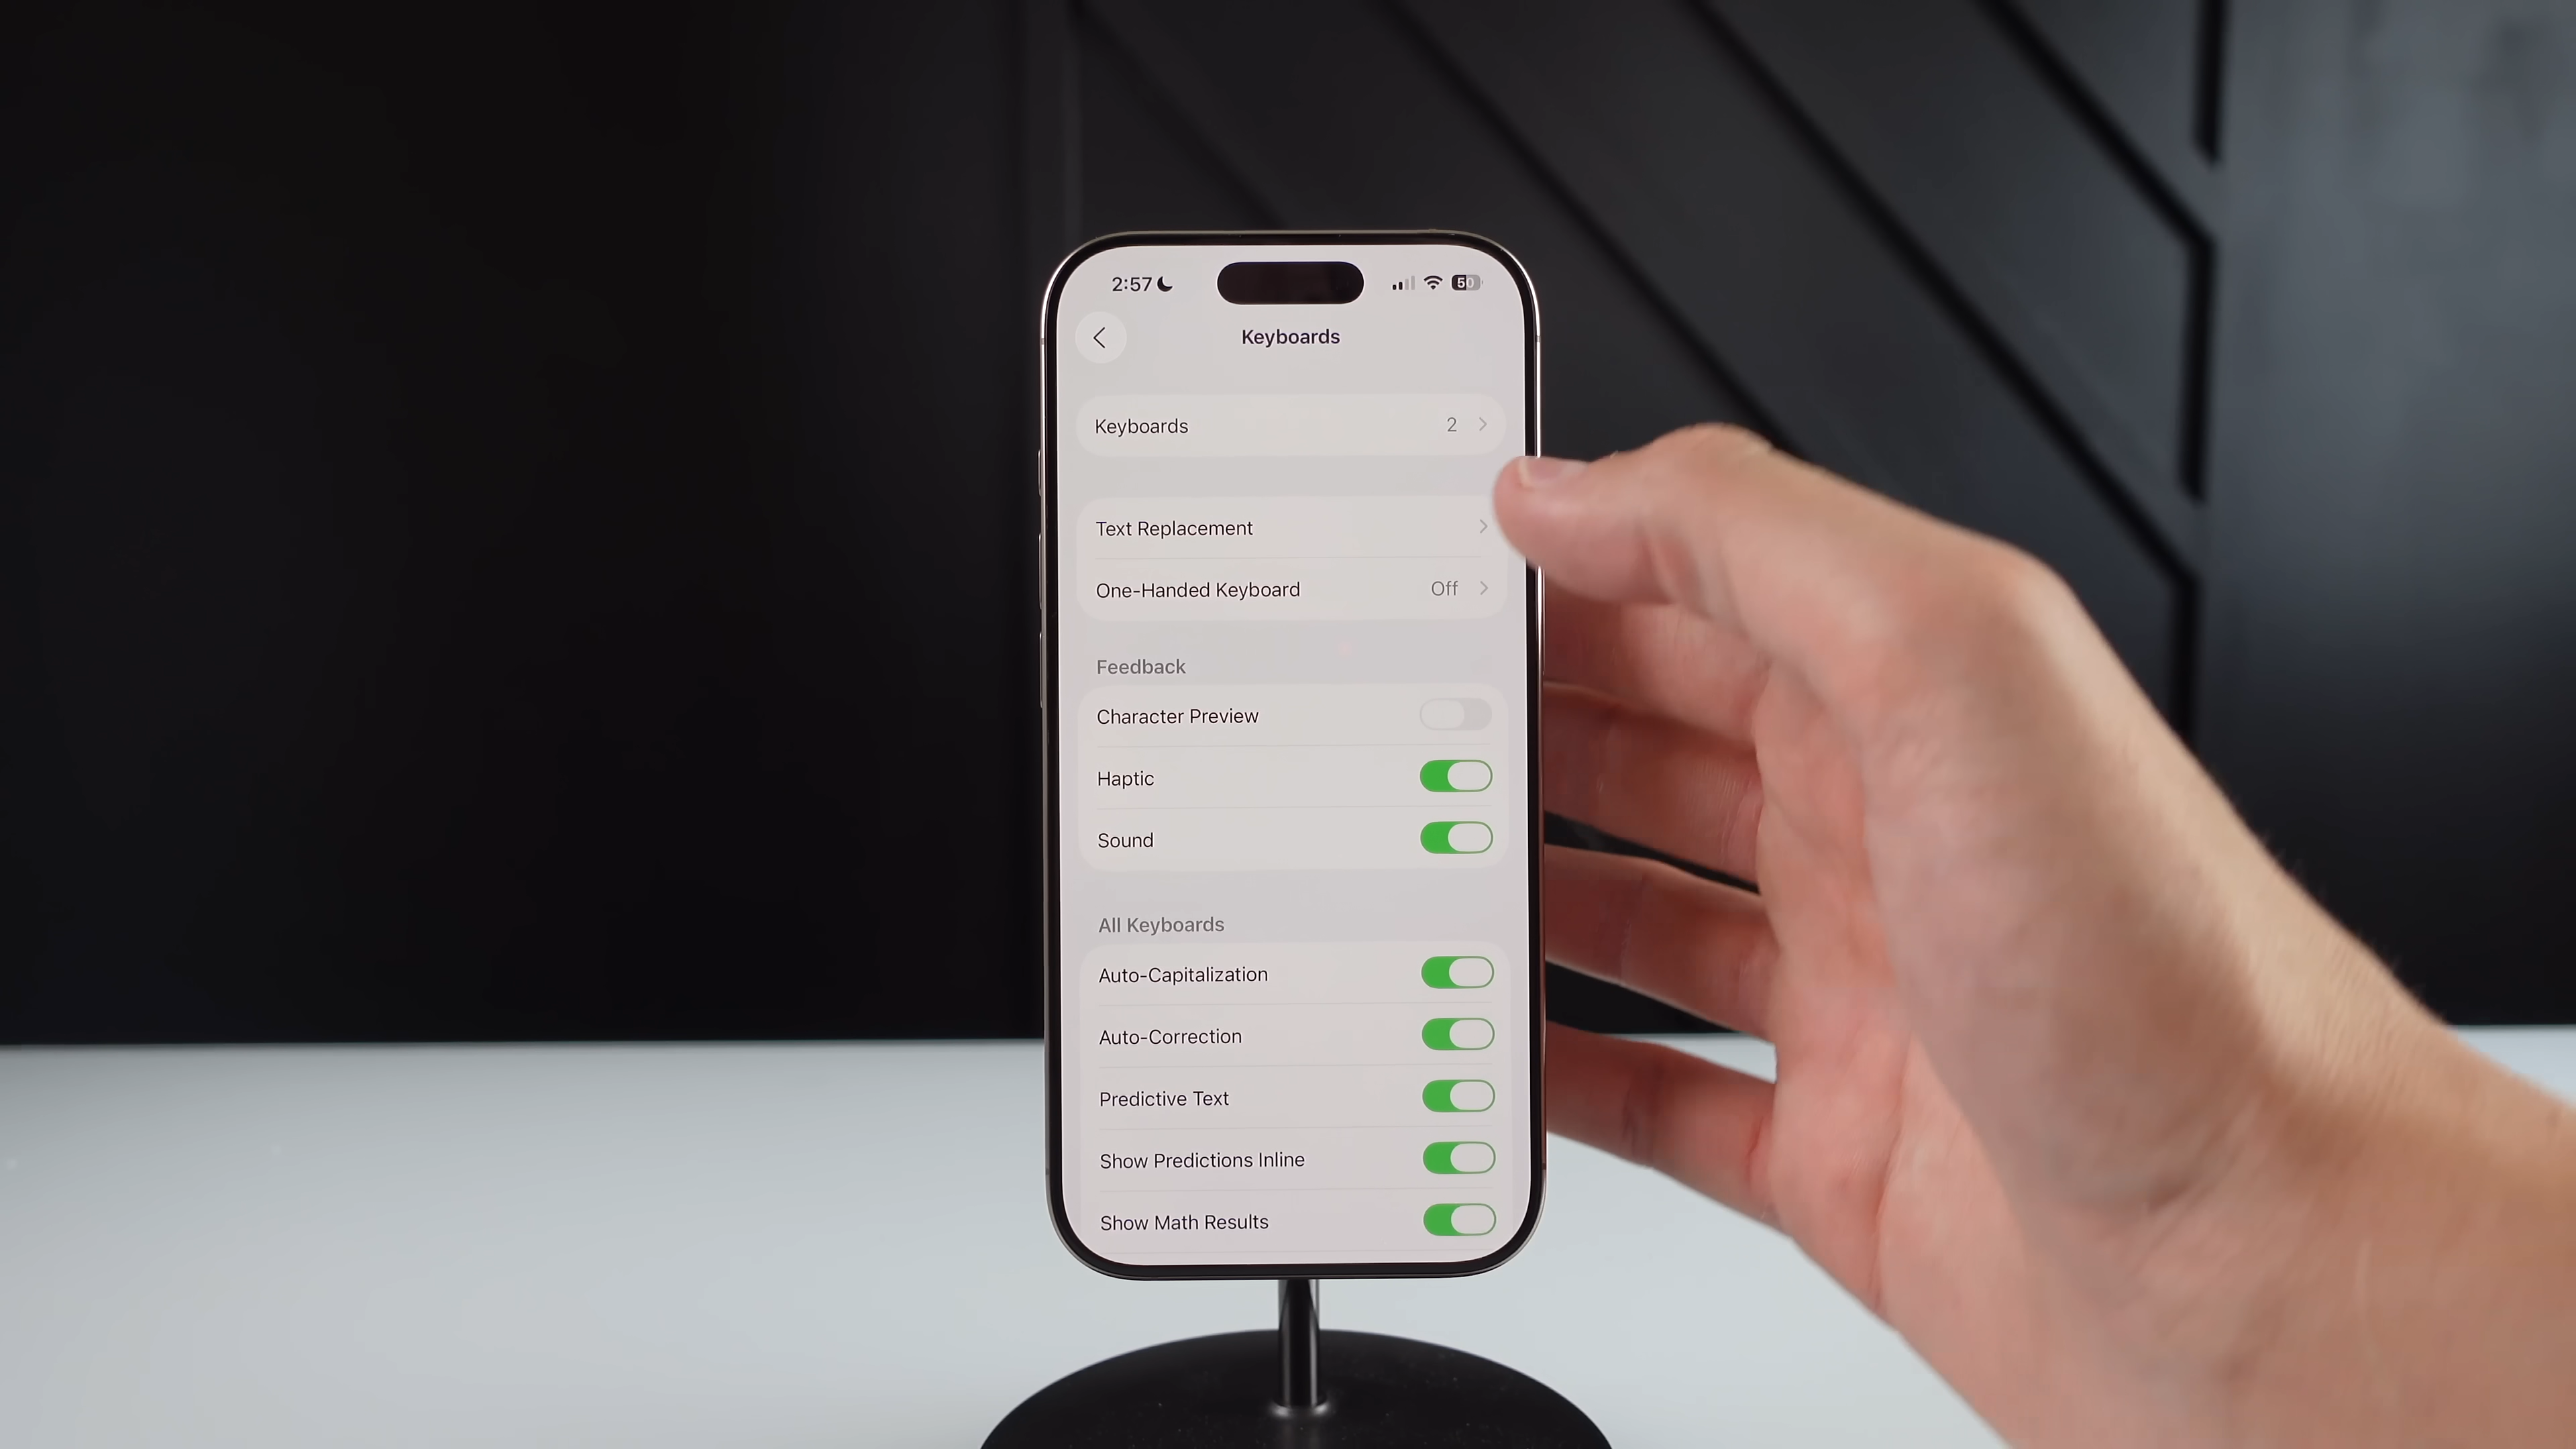 2:57 50
Keyboards
Keyboards 2
Text Replacement
One-Handed Keyboard Off
Feedback
Character Preview
Haptic
Sound
All Keyboards
Auto-Capitalization
Auto-Correction
Predictive Text
Show Predictions Inline
Show Math Results